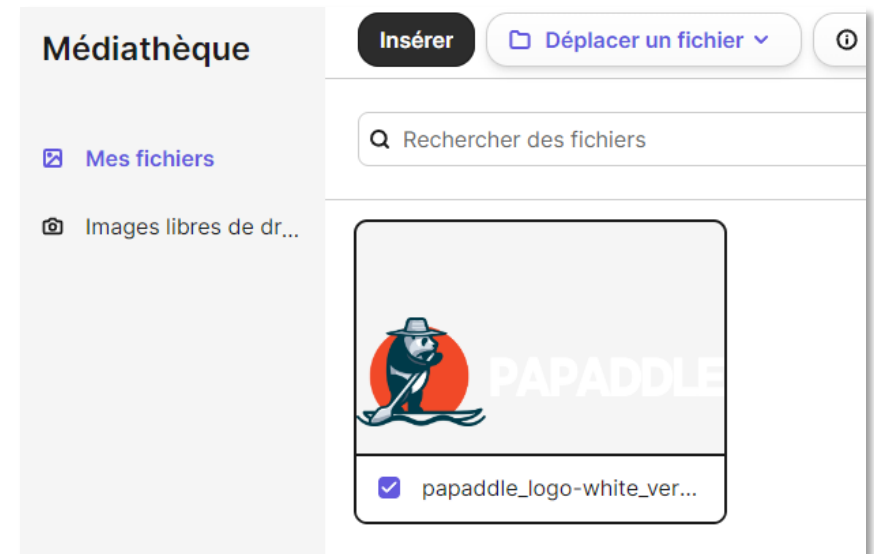 Médiathèque
Insérer
Déplacer un fichier
Rechercher des fichiers
Mes fichiers
Images libres de dr...
PAPADDLE
papaddle_logo-white_ver...